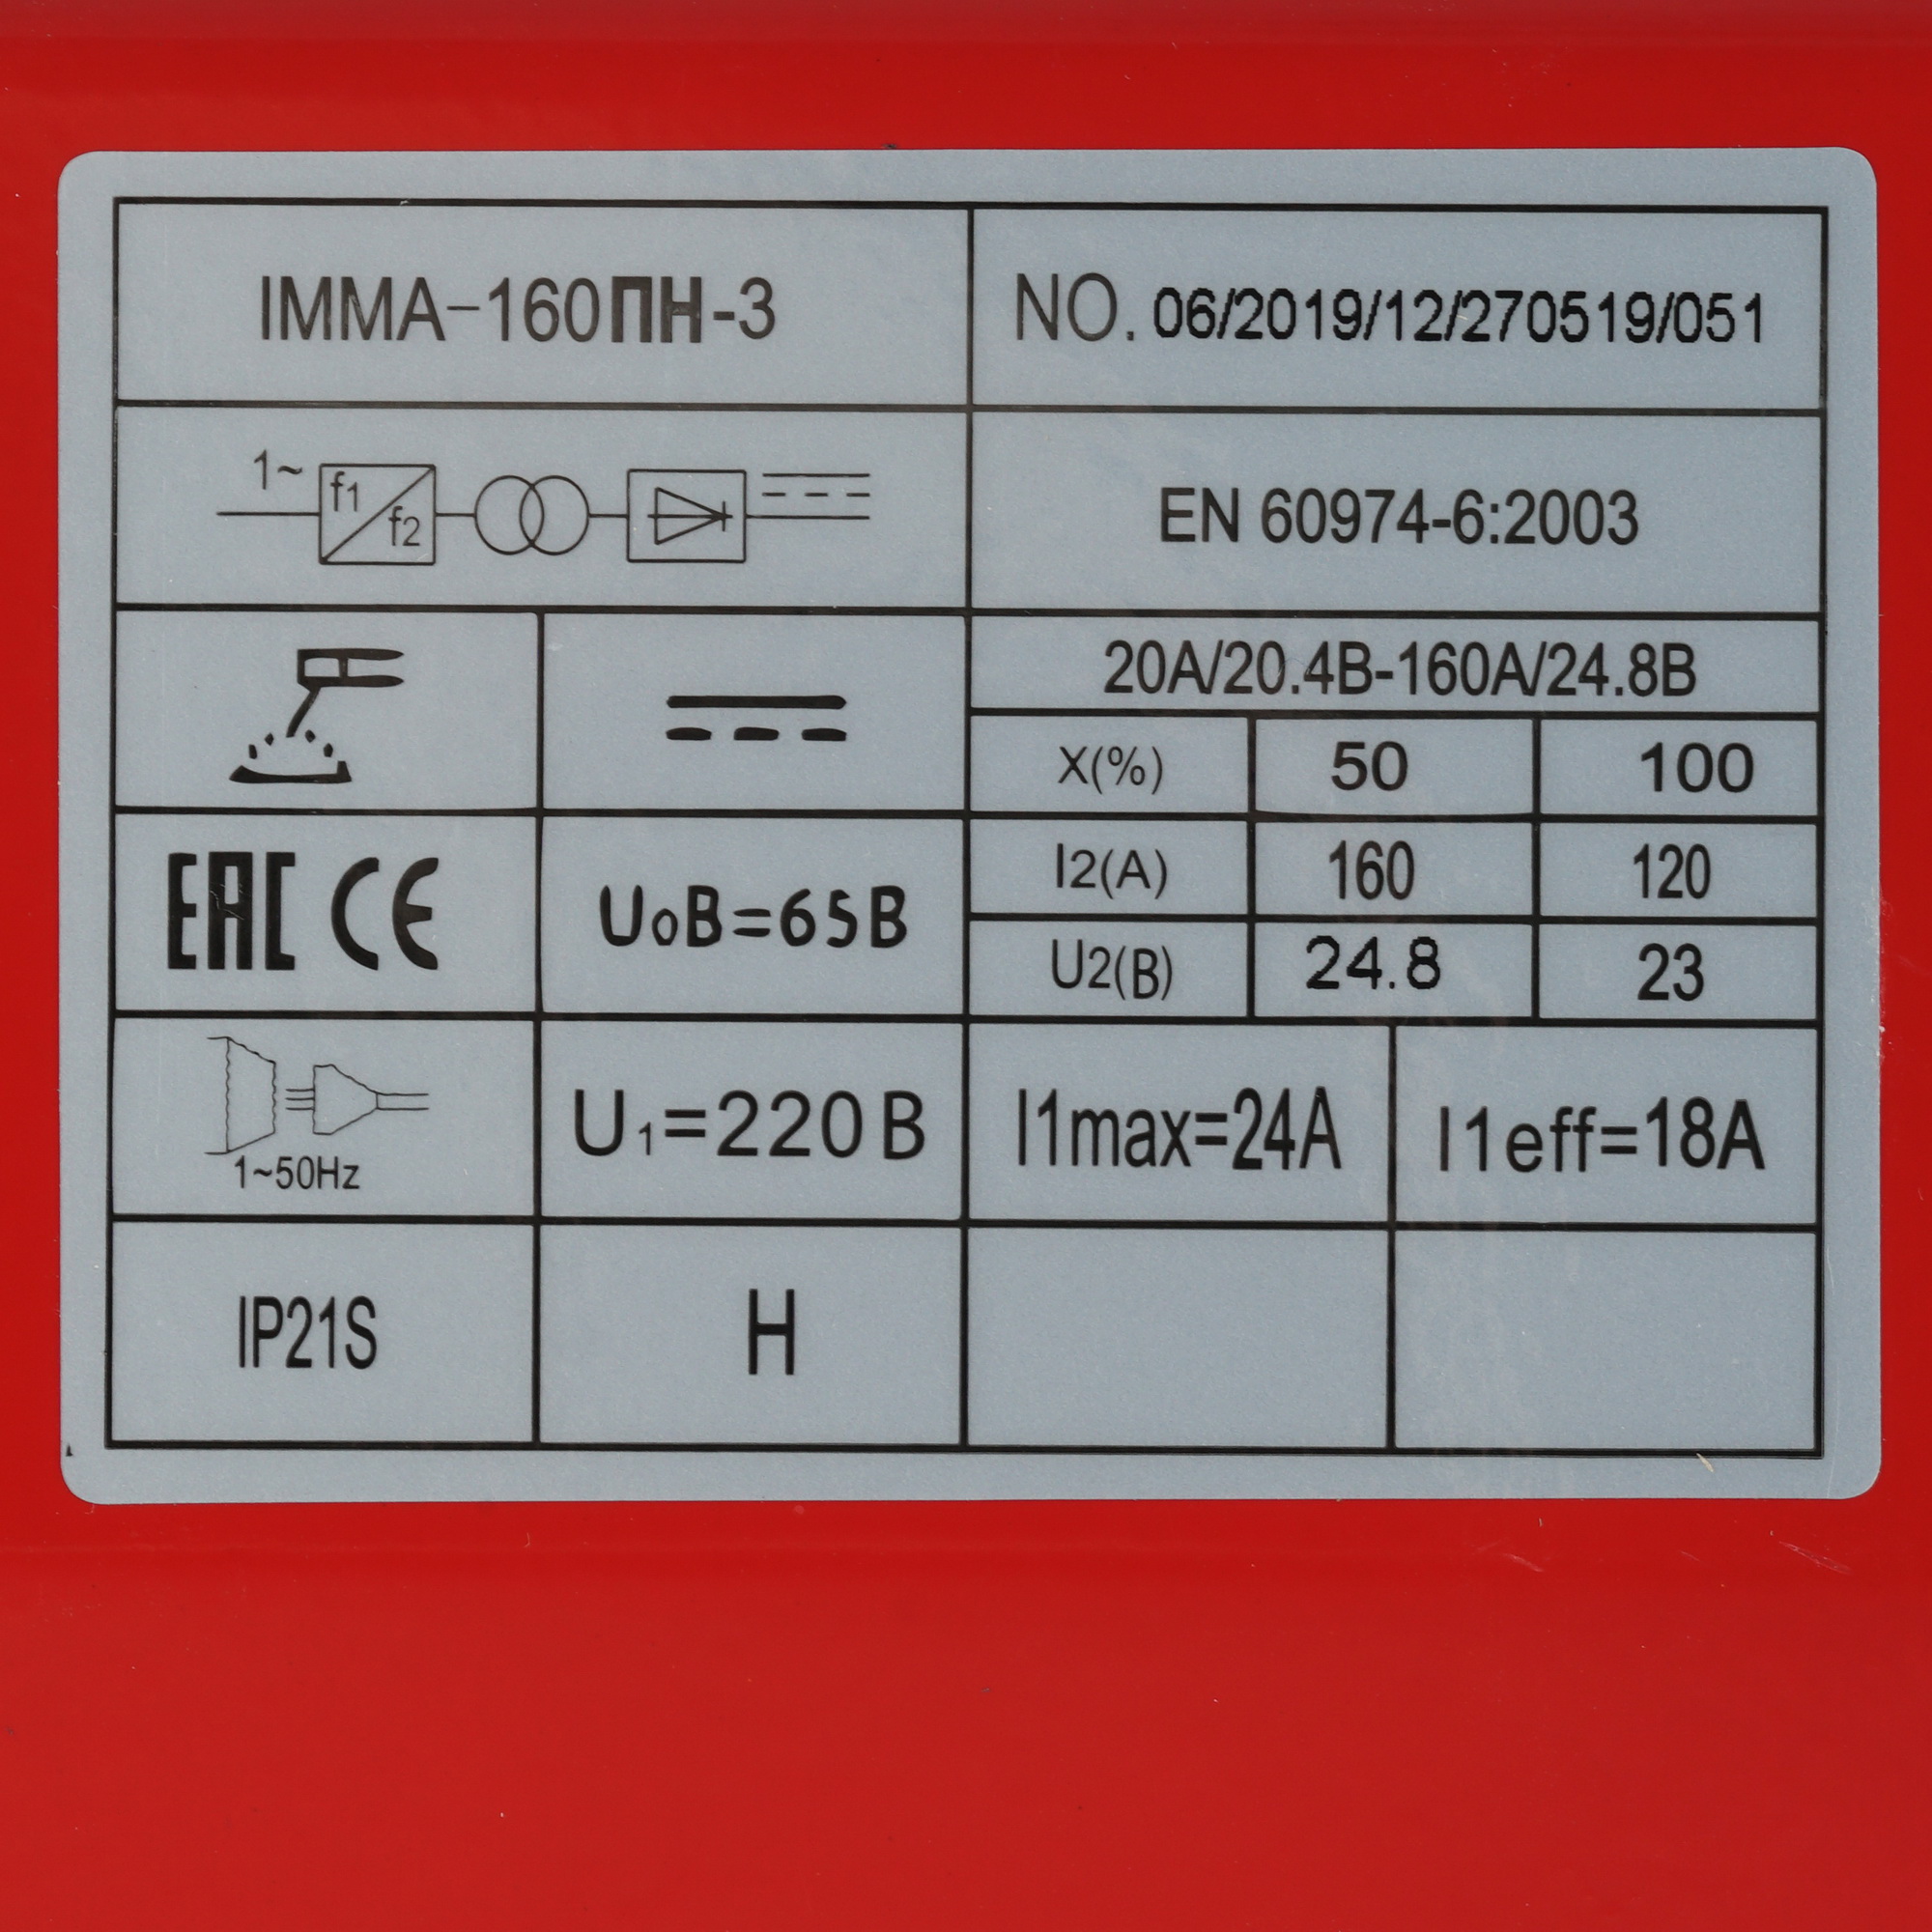 IMMA-160ПН-3
NO. 06/2019/12/270519/051
1~
f1
f2
EN 60974-6:2003
20A/20.4B-160A/24.8B
X(%) 50 100
I2(A) 160 120
U2(B) 24.8 23
EAC CE
U₀B=65B
1~50Hz
U₁=220B
I1max=24A
I1eff=18A
IP21S
H